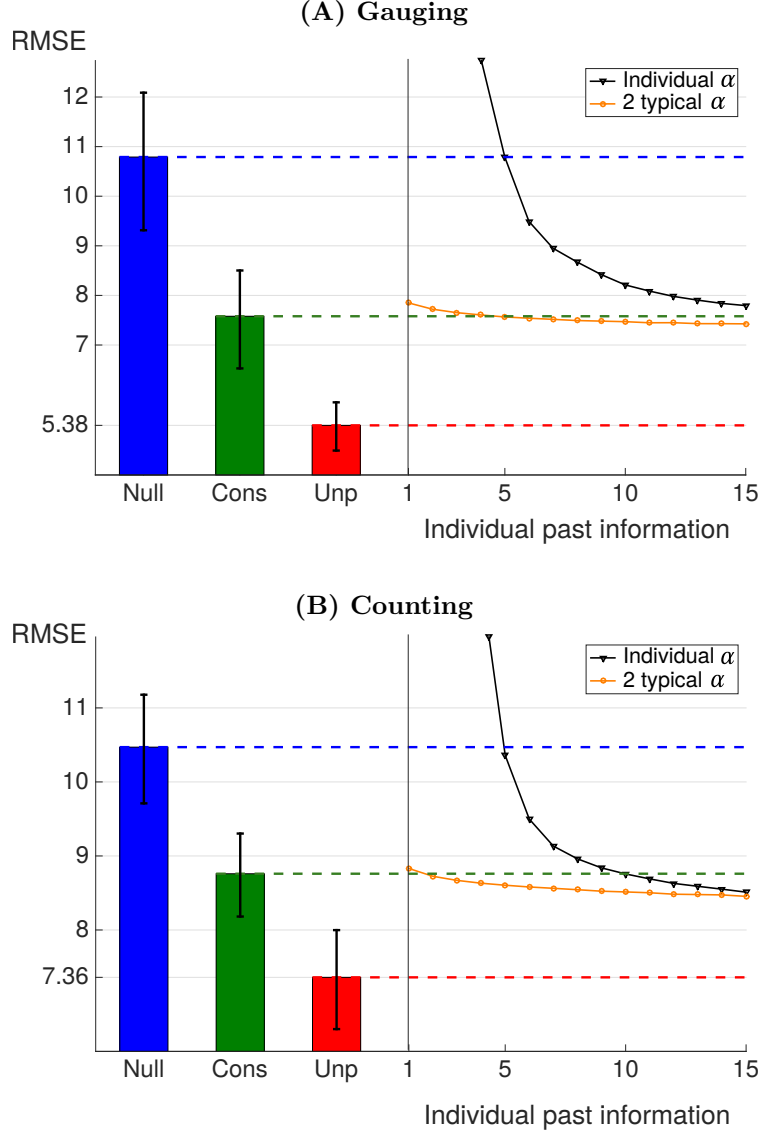 (A) Gauging
RMSE
Individual α
2 typical α
12
11
10
9
8
7
5.38
Null Cons Unp 1 5 10 15
Individual past information
(B) Counting
RMSE
Individual α
2 typical α
11
10
9
8
7.36
Null Cons Unp 1 5 10 15
Individual past information